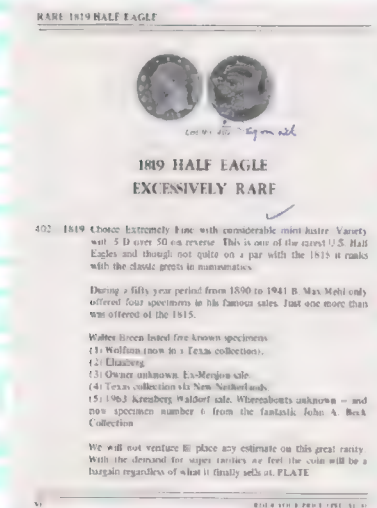 RARE 1819 HALF EAGLE
1819 HALF EAGLE
EXCESSIVELY RARE
402 1819 Choice Extremely Fine with considerable mint luster. Variety
with 5 D over 50 on reverse. This is one of the rarest U.S. Half
Eagles and though not quite on a par with the 1815 it ranks
with the classic greats in numismatics.
During a fifty year period from 1890 to 1941 B. Max Mehl only
offered four specimens in his famous sales. Just one more than
was offered of the 1815.
Walter Breen listed five known specimens
(1) Wolfson (now in a Texas collection).
(2) Eliasberg
(3) Owner unknown. Ex-Menjou sale.
(4) Texas collection via New Netherlands
(5) 1963 Kreisberg Waldorf sale. Whereabouts unknown — and
now specimen number 6 from the fantastic John A. Beck
Collection
We will not venture to place any estimate on this great rarity.
With the demand for super rarities we feel the coin will be a
bargain regardless of what it finally sells at. PLATE